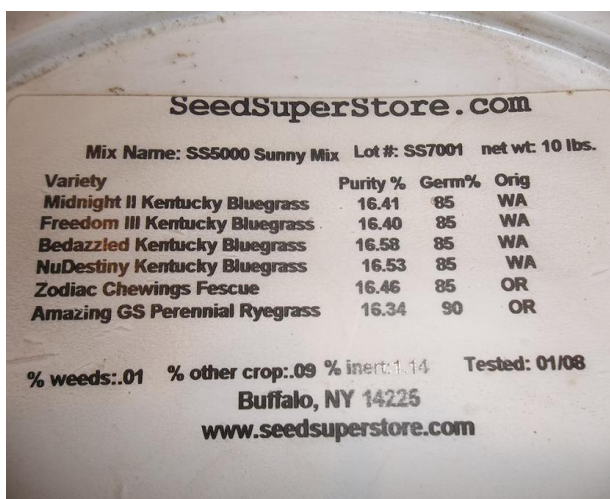 SeedSuperStore.com
Mix Name: SS5000 Sunny Mix Lot #: SS7001 net wt: 10 lbs.
Variety Purity % Germ% Orig
Midnight II Kentucky Bluegrass 16.41 85 WA
Freedom III Kentucky Bluegrass 16.40 85 WA
Bedazzled Kentucky Bluegrass 16.58 85 WA
NuDestiny Kentucky Bluegrass 16.53 85 WA
Zodiac Chewings Fescue 16.46 85 OR
Amazing GS Perennial Ryegrass 16.34 90 OR
% weeds:.01 % other crop:.09 % inert:1.14 Tested: 01/08
Buffalo, NY 14225
www.seedsuperstore.com